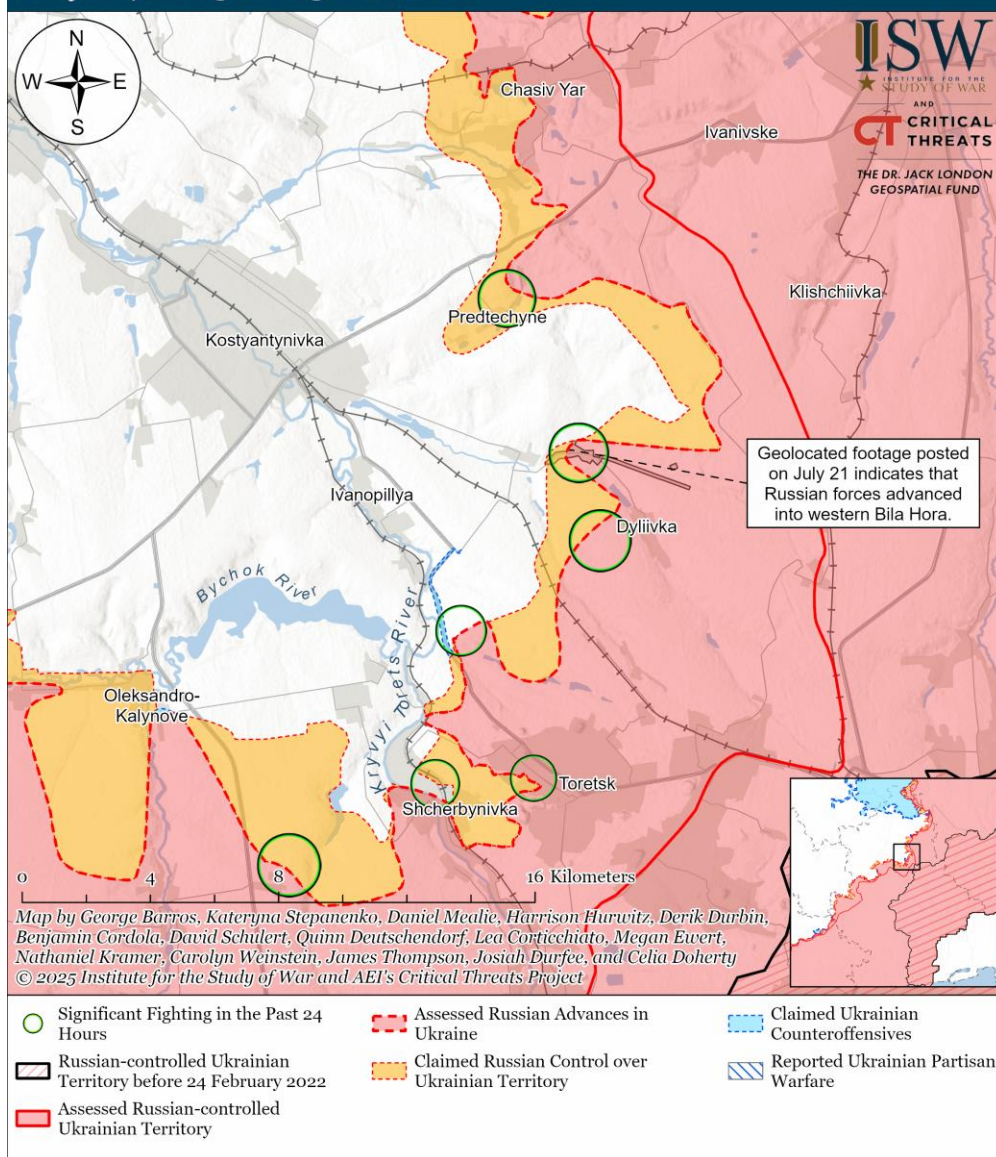 N
W
E
S
ISW
INSTITUTE FOR THE
STUDY OF WAR
AND
CT CRITICAL
THREATS
THE DR. JACK LONDON
GEOSPATIAL FUND
Chasiv Yar
Ivanivske
Klishchiivka
Predtechyne
Kostyantynivka
Geolocated footage posted
on July 21 indicates that
Russian forces advanced
into western Bila Hora.
Ivanopillya
Dyliivka
Bychok River
Kryvyi Torets River
Oleksandro-
Kalynove
Toretsk
Shcherbynivka
0 4 8 16 Kilometers
Map by George Barros, Kateryna Stepanenko, Daniel Mealie, Harrison Hurwitz, Derik Durbin,
Benjamin Cordola, David Schulert, Quinn Deutschendorf, Lea Corticchiato, Megan Ewert,
Nathaniel Kramer, Carolyn Weinstein, James Thompson, Josiah Durfee, and Celia Doherty
© 2025 Institute for the Study of War and AEI's Critical Threats Project
Significant Fighting in the Past 24
Hours
Russian-controlled Ukrainian
Territory before 24 February 2022
Assessed Russian-controlled
Ukrainian Territory
Assessed Russian Advances in
Ukraine
Claimed Russian Control over
Ukrainian Territory
Claimed Ukrainian
Counteroffensives
Reported Ukrainian Partisan
Warfare